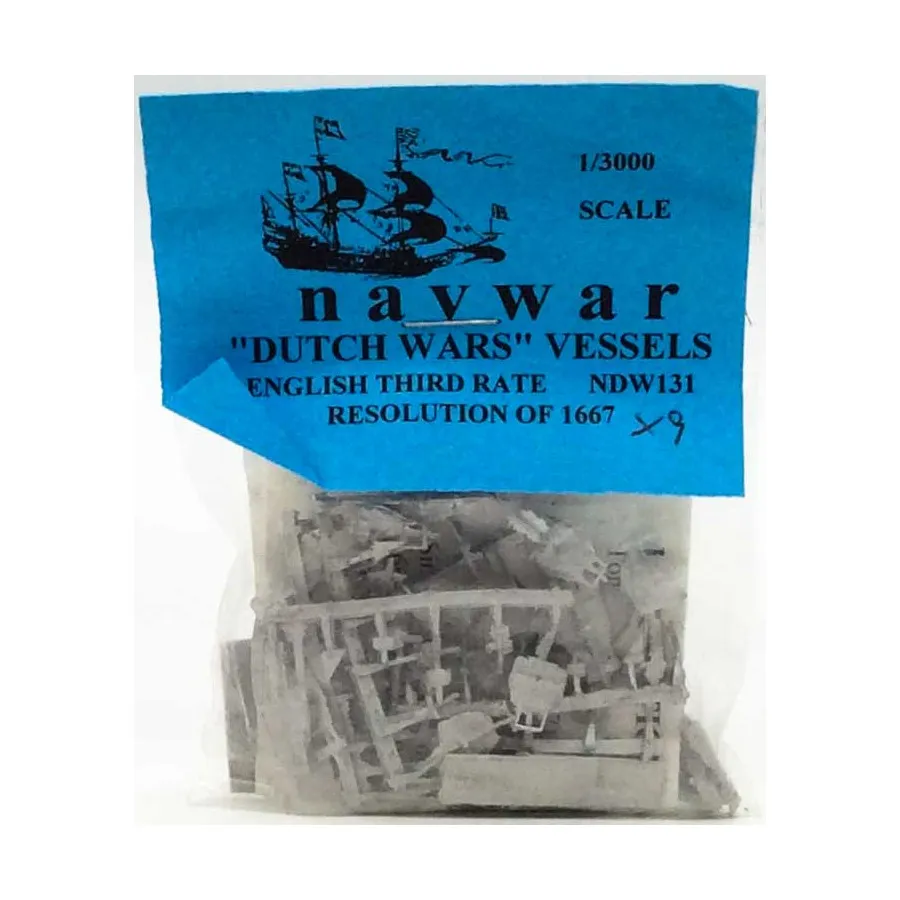 1/3000
SCALE
navwar
"DUTCH WARS" VESSELS
ENGLISH THIRD RATE NDW131
RESOLUTION OF 1667 x9